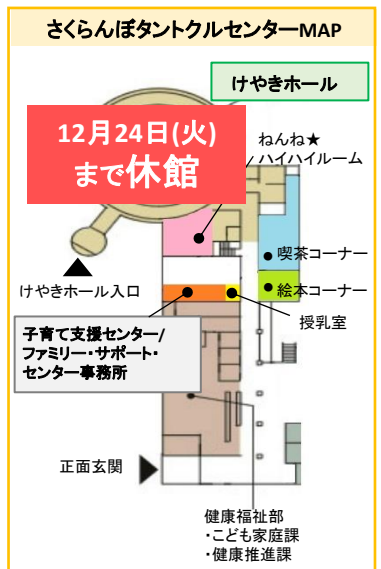 さくらんぼタントクルセンターMAP
けやきホール
12月24日(火)
まで休館
ねんね★
ハイハイルーム
喫茶コーナー
けやきホール入口
絵本コーナー
授乳室
子育て支援センター/
ファミリー・サポート・
センター事務所
正面玄関
健康福祉部
・こども家庭課
・健康推進課